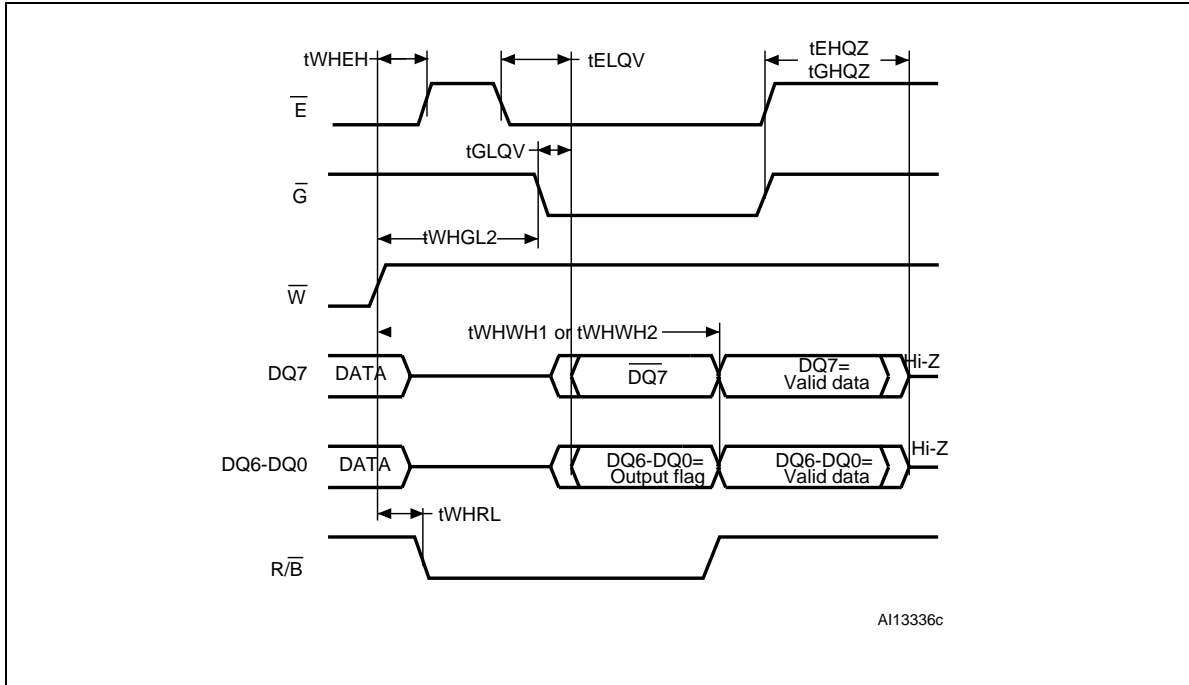 tWHEH
tELQV
tEHQZ
tGHQZ
E
tGLQV
G
tWHGL2
W
tWHWH1 or tWHWH2
DQ7
DATA
DQ7
DQ7=
Valid data
Hi-Z
DQ6-DQ0
DATA
DQ6-DQ0=
Output flag
DQ6-DQ0=
Valid data
Hi-Z
tWHRL
R/B
AI13336c